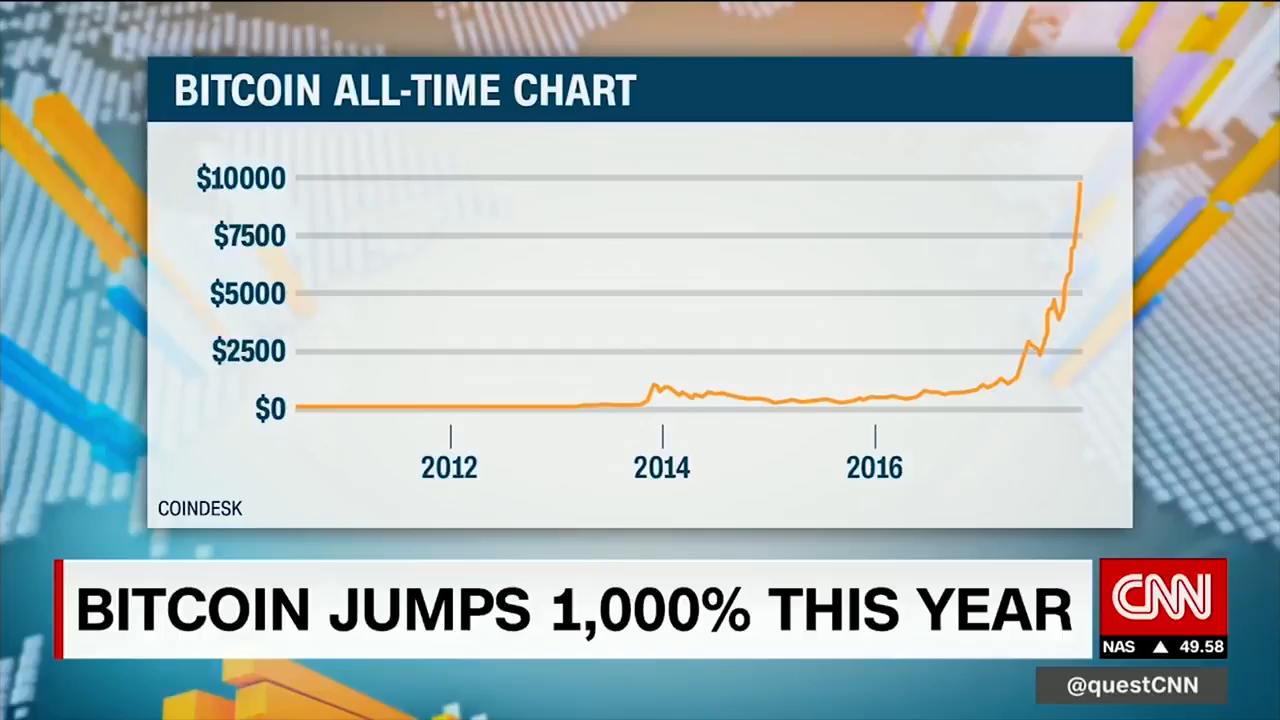 BITCOIN ALL-TIME CHART
$10000
$7500
$5000
$2500
$0
2012 2014 2016
COINDESK
BITCOIN JUMPS 1,000% THIS YEAR
CNN
NAS ▲ 49.58
@questCNN